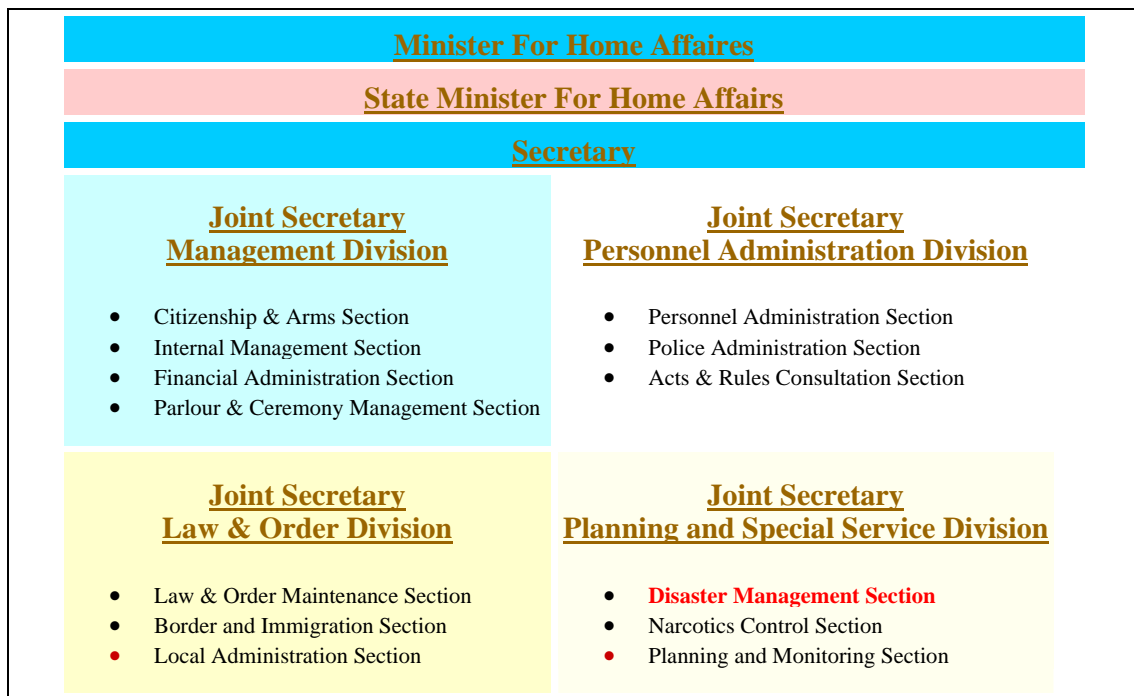 Minister For Home Affaires
State Minister For Home Affairs
Secretary
Joint Secretary
Management Division
• Citizenship & Arms Section
• Internal Management Section
• Financial Administration Section
• Parlour & Ceremony Management Section
Joint Secretary
Personnel Administration Division
• Personnel Administration Section
• Police Administration Section
• Acts & Rules Consultation Section
Joint Secretary
Law & Order Division
• Law & Order Maintenance Section
• Border and Immigration Section
• Local Administration Section
Joint Secretary
Planning and Special Service Division
• Disaster Management Section
• Narcotics Control Section
• Planning and Monitoring Section